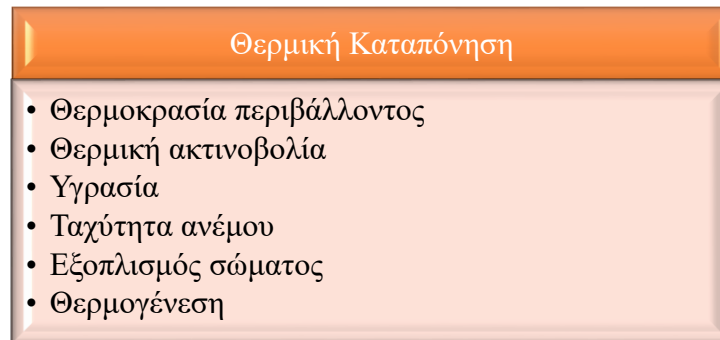 Θερμική Καταπόνηση
• Θερμοκρασία περιβάλλοντος
• Θερμική ακτινοβολία
• Υγρασία
• Ταχύτητα ανέμου
• Εξοπλισμός σώματος
• Θερμογένεση